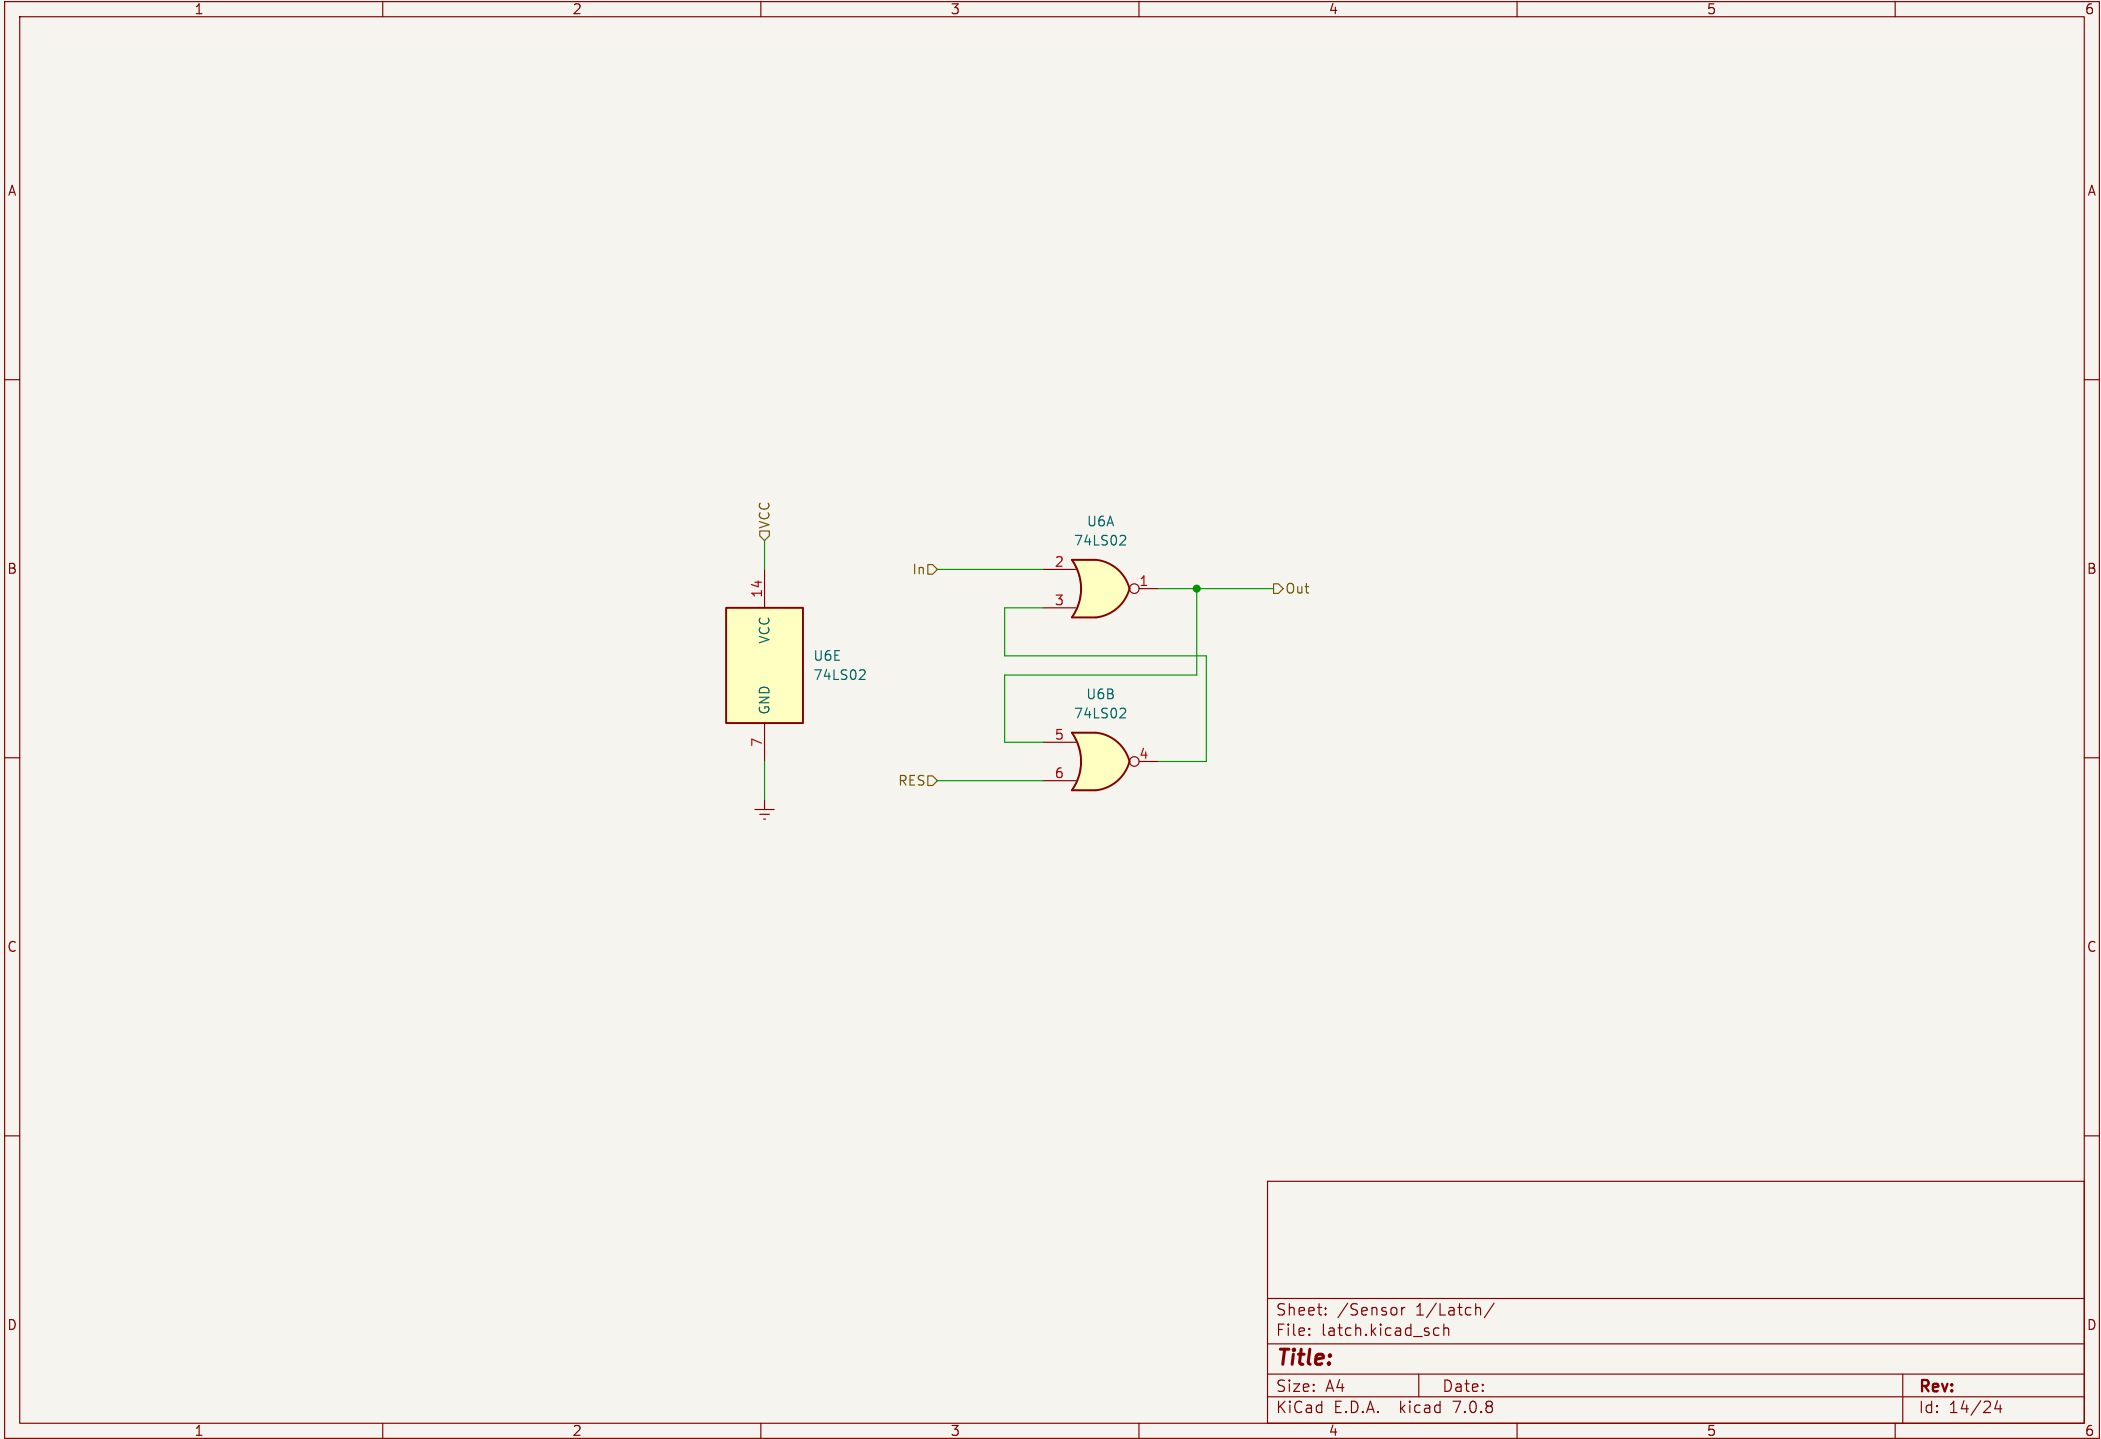 1 2 3 4 5 6
A A
VCC
U6A
74LS02
B B
14
In
2
1
3
Out
VCC
GND
U6E
74LS02
U6B
74LS02
7
5
4
6
RES
C C
Sheet: /Sensor 1/Latch/
File: latch.kicad_sch
D D
Title:
Size: A4 Date: Rev:
KiCad E.D.A. kicad 7.0.8 Id: 14/24
1 2 3 4 5 6